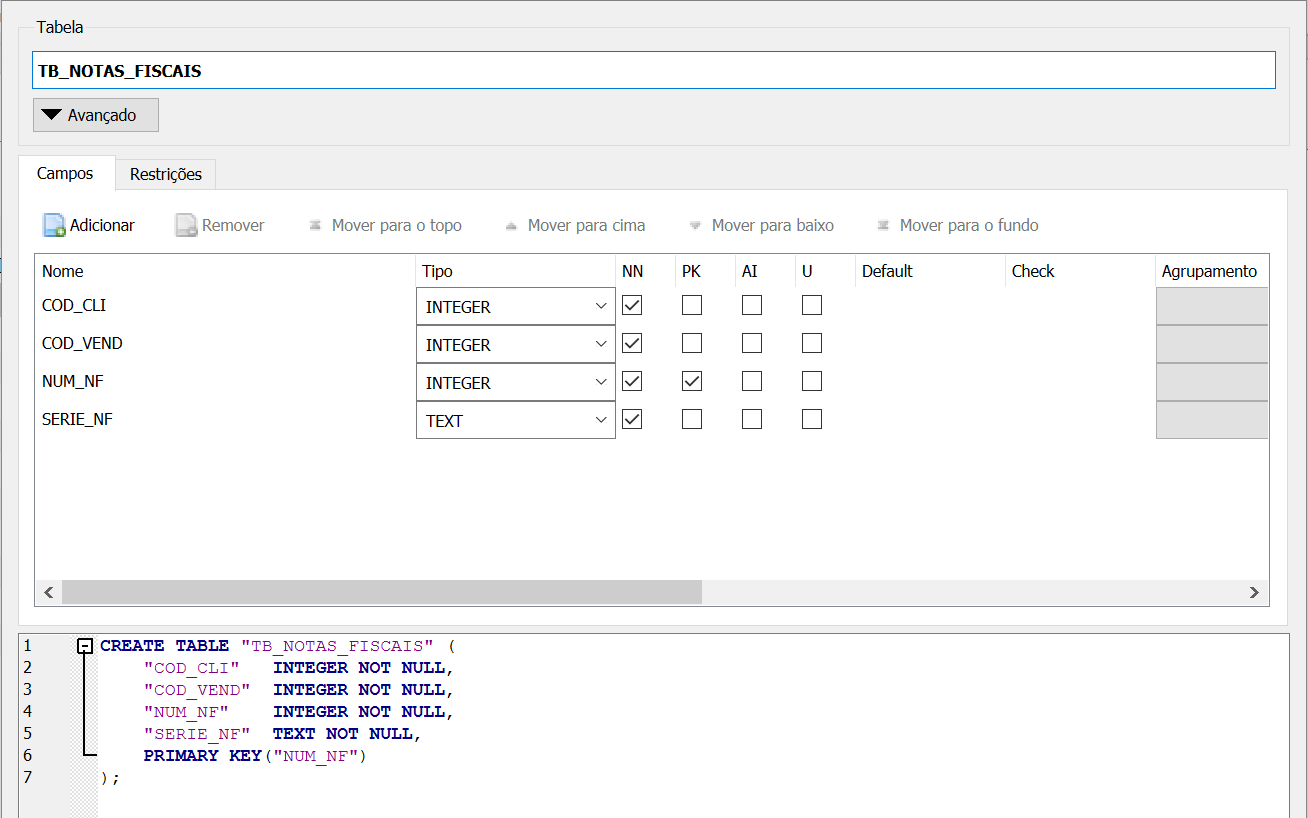 Tabela
TB_NOTAS_FISCAIS
Avançado
Campos Restrições
Adicionar Remover Mover para o topo Mover para cima Mover para baixo Mover para o fundo
Nome Tipo NN PK AI U Default Check Agrupamento
COD_CLI INTEGER
COD_VEND INTEGER
NUM_NF INTEGER
SERIE_NF TEXT
1 CREATE TABLE "TB_NOTAS_FISCAIS" (
2 "COD_CLI" INTEGER NOT NULL,
3 "COD_VEND" INTEGER NOT NULL,
4 "NUM_NF" INTEGER NOT NULL,
5 "SERIE_NF" TEXT NOT NULL,
6 PRIMARY KEY("NUM_NF")
7 );